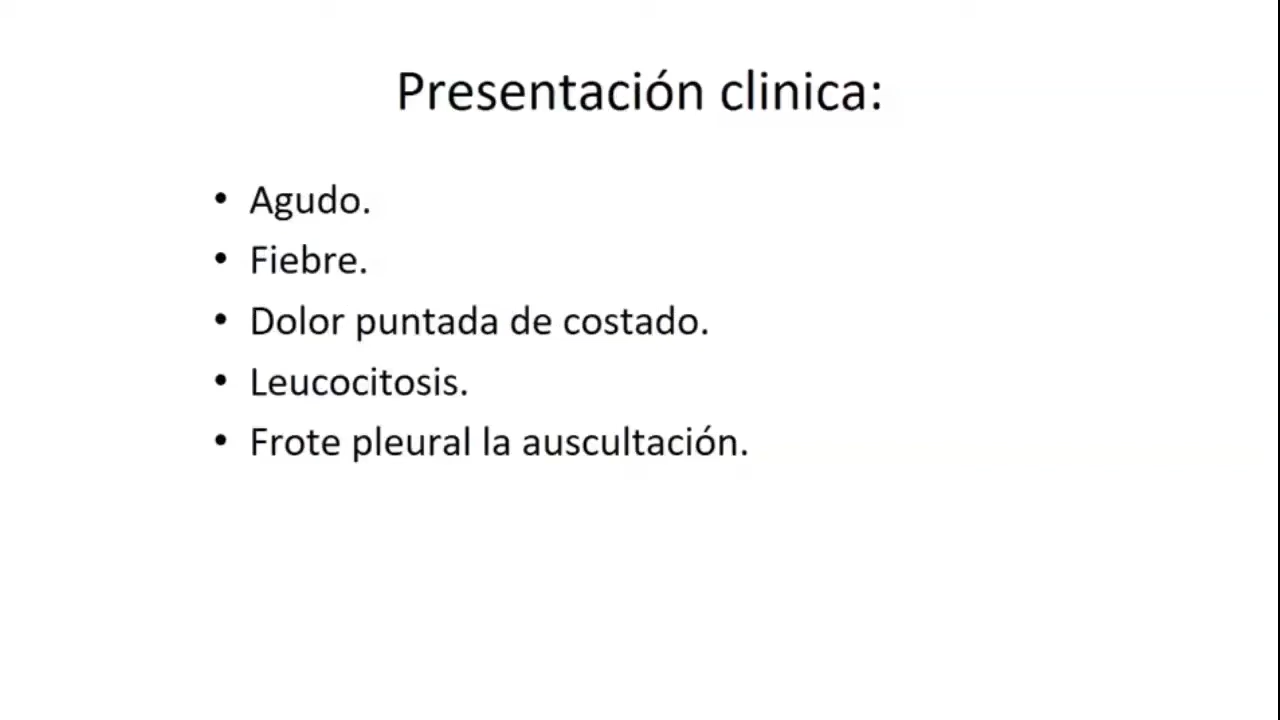 Presentación clinica:
• Agudo.
• Fiebre.
• Dolor puntada de costado.
• Leucocitosis.
• Frote pleural la auscultación.